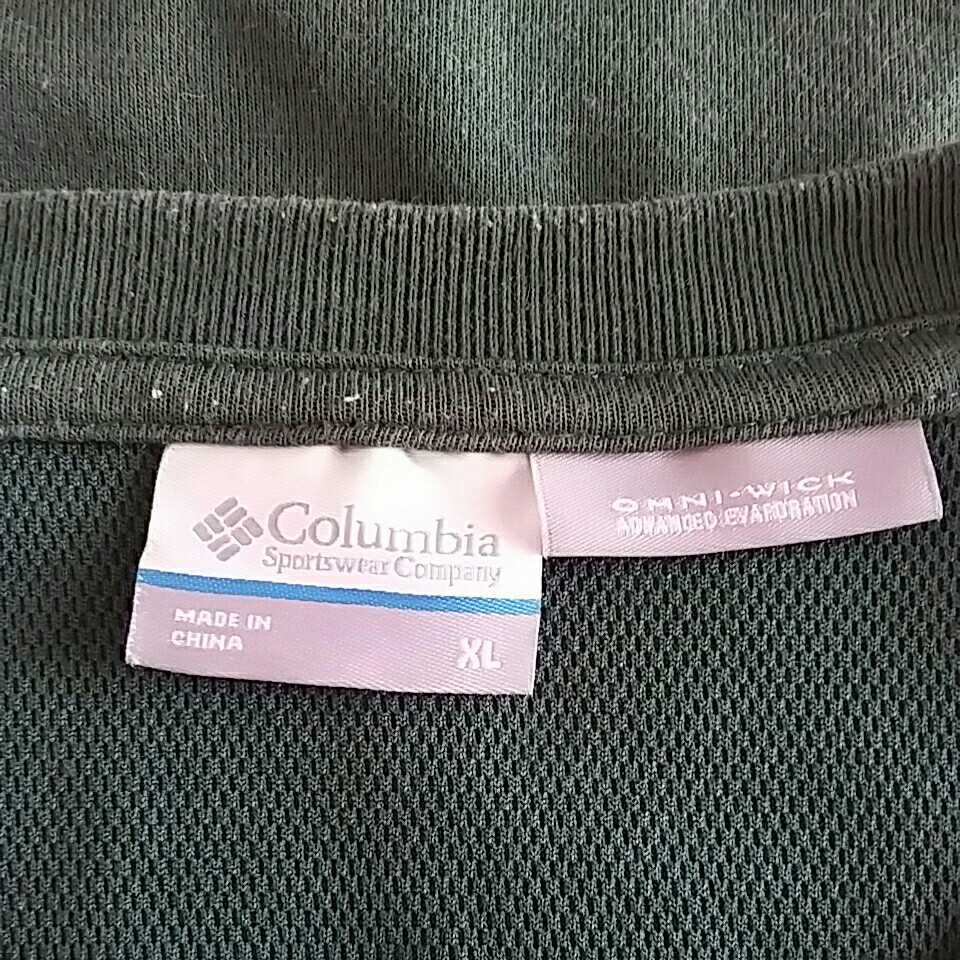 Columbia
Sportswear Company
MADE IN
CHINA
XL
OMNI-WICK
ADVANCED EVAPORATION